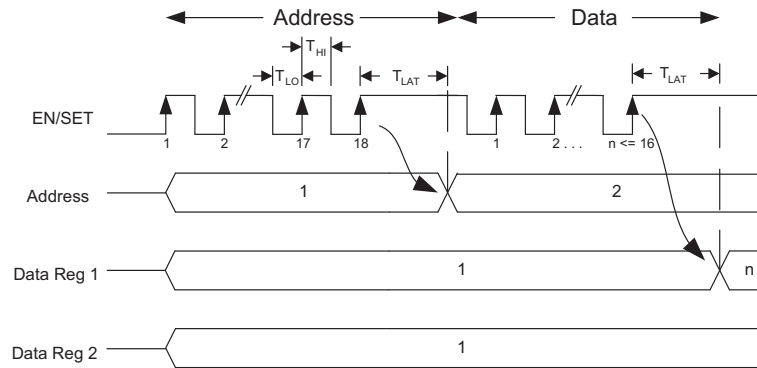 Address Data
T_HI
T_LO T_LAT T_LAT
EN/SET
1 2 17 18 1 2 . . . n <= 16
Address 1 2
Data Reg 1 1 n
Data Reg 2 1